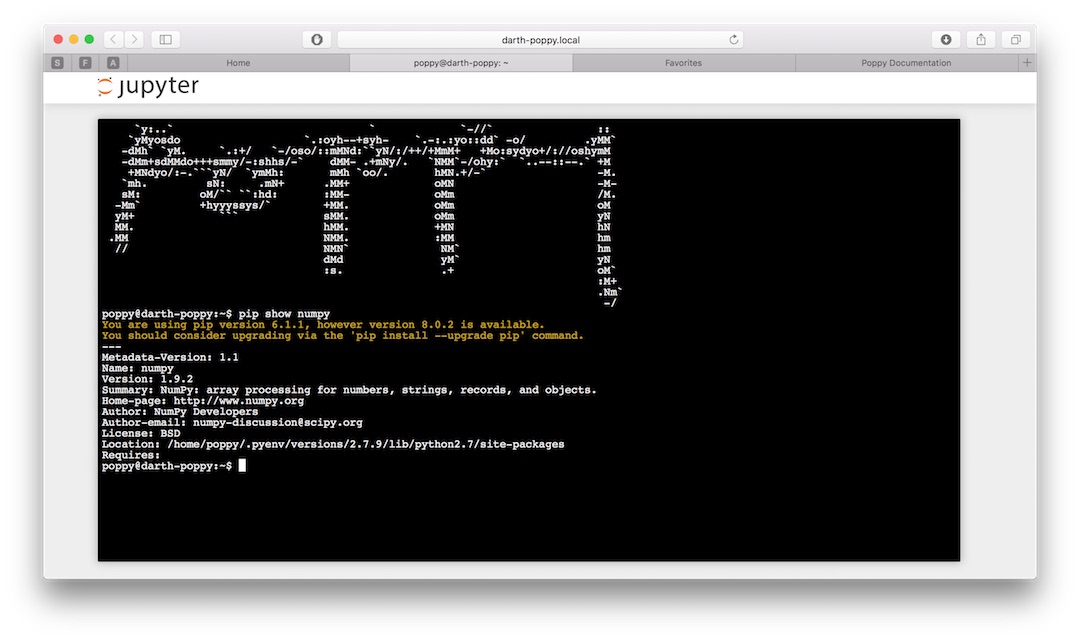 darth-poppy.local
S F A Home poppy@darth-poppy: ~ Favorites Poppy Documentation +
jupyter
poppy@darth-poppy:~$ pip show numpy
You are using pip version 6.1.1, however version 8.0.2 is available.
You should consider upgrading via the 'pip install --upgrade pip' command.
---
Metadata-Version: 1.1
Name: numpy
Version: 1.9.2
Summary: NumPy: array processing for numbers, strings, records, and objects.
Home-page: http://www.numpy.org
Author: NumPy Developers
Author-email: numpy-discussion@scipy.org
License: BSD
Location: /home/poppy/.pyenv/versions/2.7.9/lib/python2.7/site-packages
Requires:
poppy@darth-poppy:~$